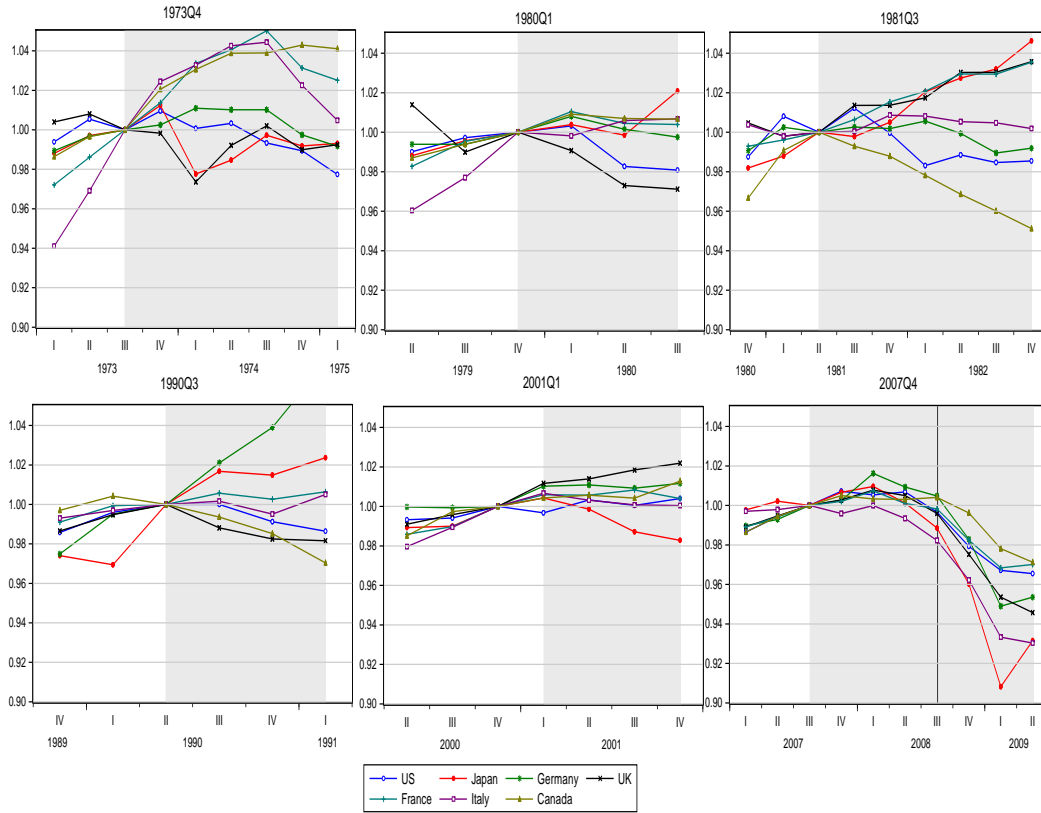 1973Q4
1.04
1.02
1.00
0.98
0.96
0.94
0.92
0.90
I II III IV I II III IV I
1973 1974 1975
1980Q1
1.04
1.02
1.00
0.98
0.96
0.94
0.92
0.90
II III IV I II III
1979 1980
1981Q3
1.04
1.02
1.00
0.98
0.96
0.94
0.92
0.90
IV I II III IV I II III IV
1980 1981 1982
1990Q3
1.04
1.02
1.00
0.98
0.96
0.94
0.92
0.90
IV I II III IV I
1989 1990 1991
2001Q1
1.04
1.02
1.00
0.98
0.96
0.94
0.92
0.90
II III IV I II III IV
2000 2001
2007Q4
1.04
1.02
1.00
0.98
0.96
0.94
0.92
0.90
I II III IV I II III IV I II
2007 2008 2009
US Japan Germany UK
France Italy Canada